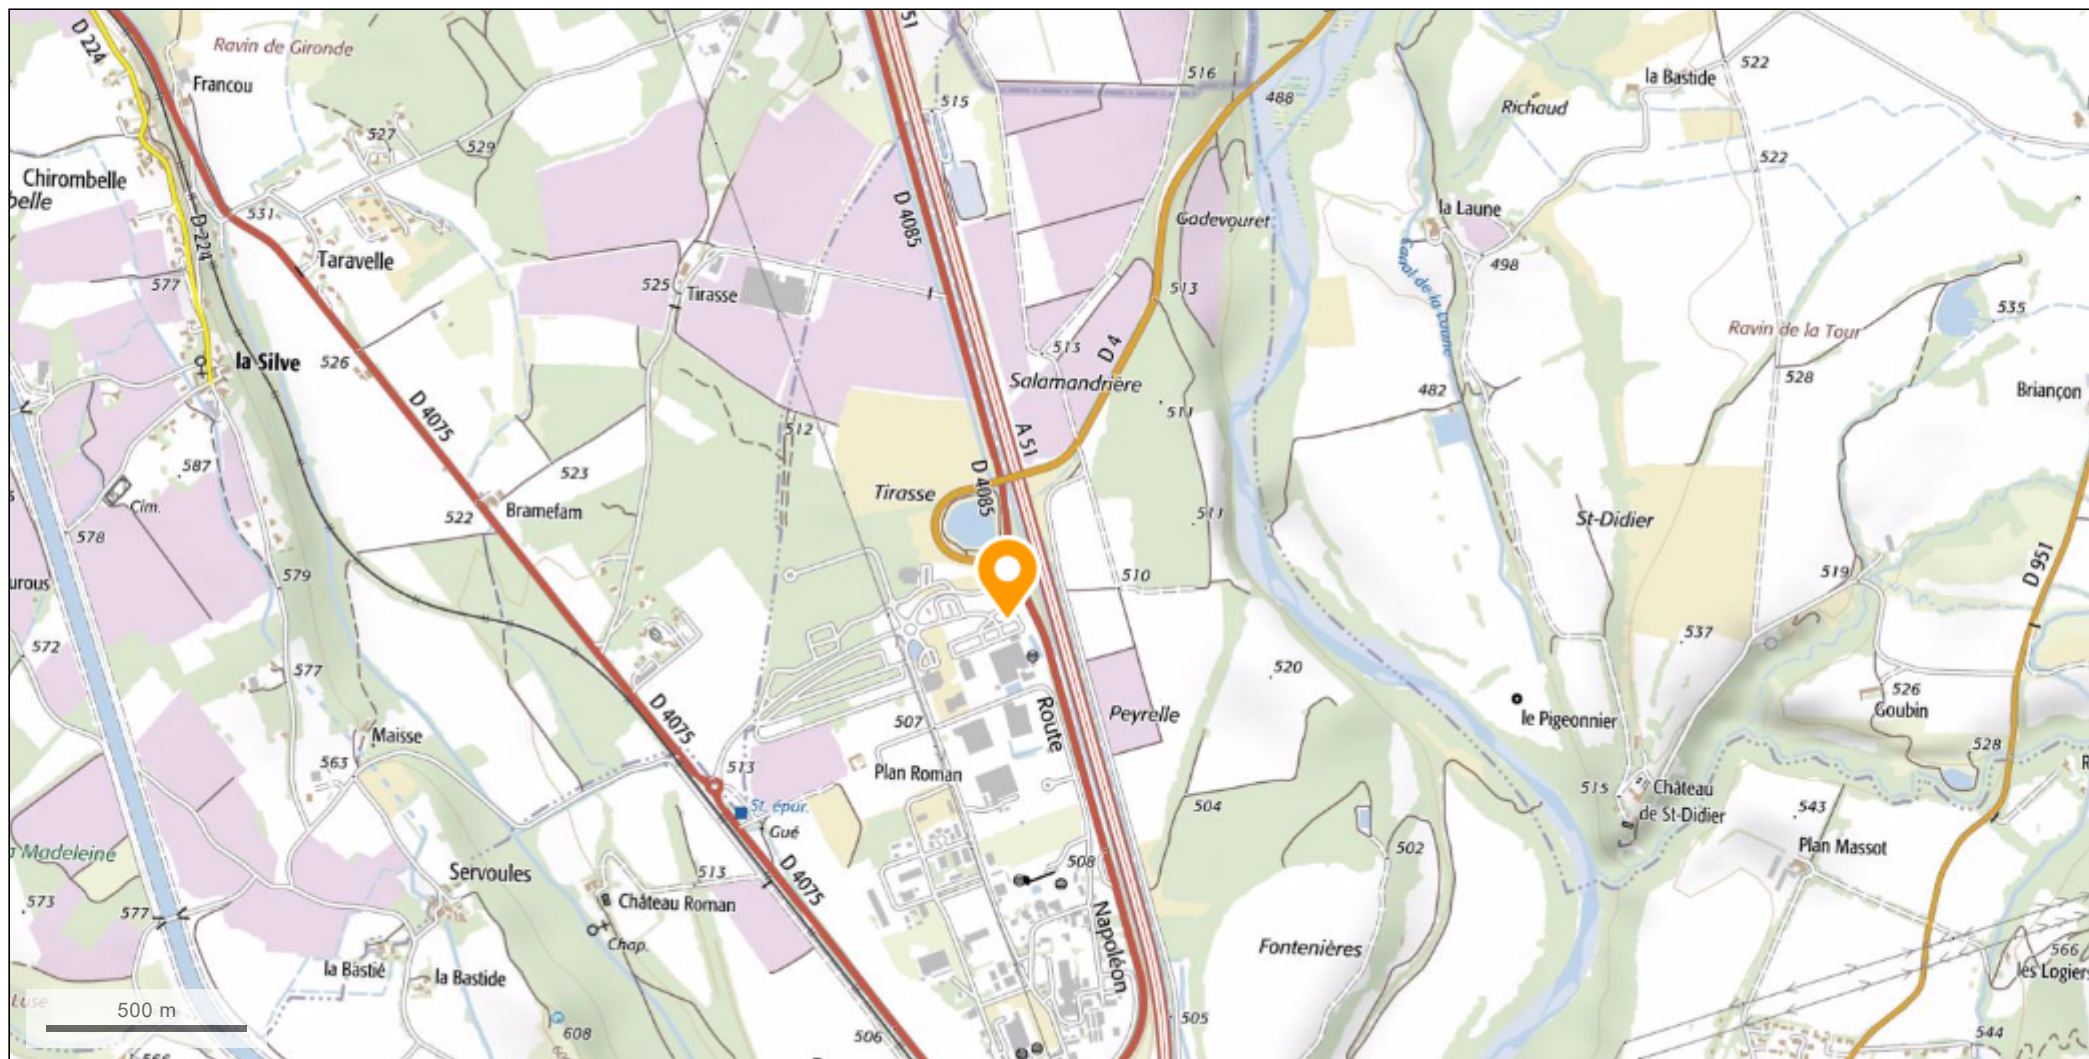 D 224
Ravin de Gironde
51
515
516
488
la Bastide
522
Francou
527
529
Richaud
522
Chirombelle
belle
531
D 224
D 4085
Gadevouret
la Laune
498
Taravelle
577
525
Tirasse
513
Canal de la Laune
535
Ravin de la Tour
la Silve
526
513
D 4
Salamandrière
528
482
Briançon
D 4075
512
511
A 51
587
523
D 4085
Tirasse
Cim.
522
Bramefam
511
St-Didier
578
D 951
urous
579
510
519
572
577
537
520
526
Goubin
D 4075
507
Route
Peyrelle
le Pigeonnier
Maisse
563
513
Plan Roman
528
R
St. épur.
Gué
504
515
Château
de St-Didier
543
Plan Massot
a Madeleine
Servoules
513
D 4075
508
502
573
577
Château Roman
Chap.
Napoléon
Fontenières
566
les Logiers
la Bastié
la Bastide
Luse
500 m
608
506
505
544
566